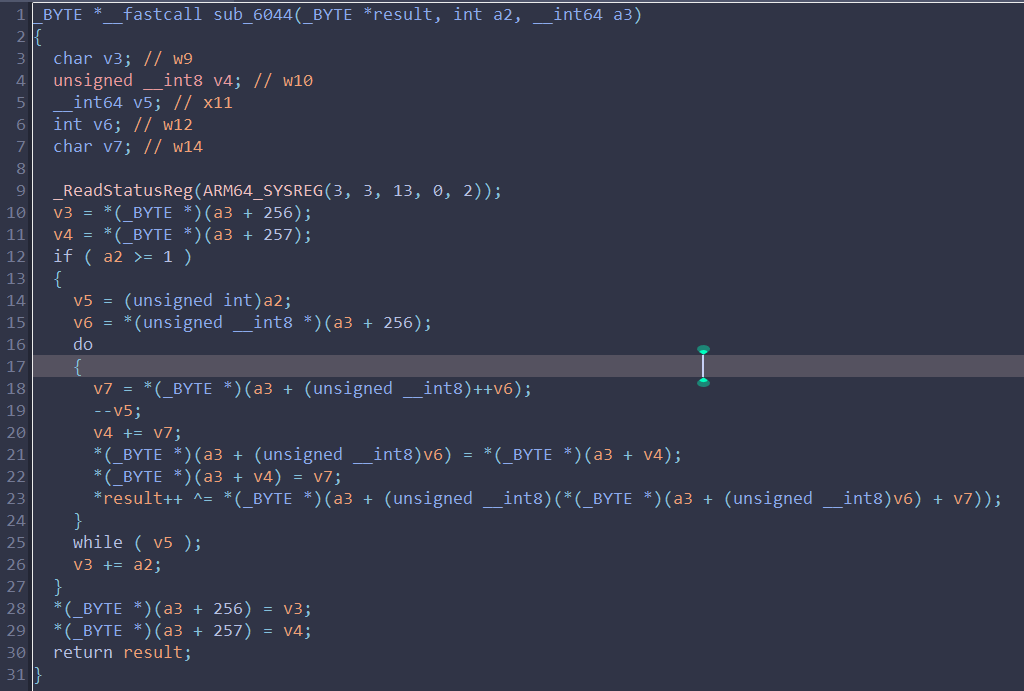 1 _BYTE *__fastcall sub_6044(_BYTE *result, int a2, __int64 a3)
2 {
3 char v3; // w9
4 unsigned __int8 v4; // w10
5 __int64 v5; // x11
6 int v6; // w12
7 char v7; // w14
8
9 _ReadStatusReg(ARM64_SYSREG(3, 3, 13, 0, 2));
10 v3 = *(_BYTE *)(a3 + 256);
11 v4 = *(_BYTE *)(a3 + 257);
12 if ( a2 >= 1 )
13 {
14 v5 = (unsigned int)a2;
15 v6 = *(unsigned __int8 *)(a3 + 256);
16 do
17 {
18 v7 = *(_BYTE *)(a3 + (unsigned __int8)++v6);
19 --v5;
20 v4 += v7;
21 *(_BYTE *)(a3 + (unsigned __int8)v6) = *(_BYTE *)(a3 + v4);
22 *(_BYTE *)(a3 + v4) = v7;
23 *result++ ^= *(_BYTE *)(a3 + (unsigned __int8)(*(_BYTE *)(a3 + (unsigned __int8)v6) + v7));
24 }
25 while ( v5 );
26 v3 += a2;
27 }
28 *(_BYTE *)(a3 + 256) = v3;
29 *(_BYTE *)(a3 + 257) = v4;
30 return result;
31 }